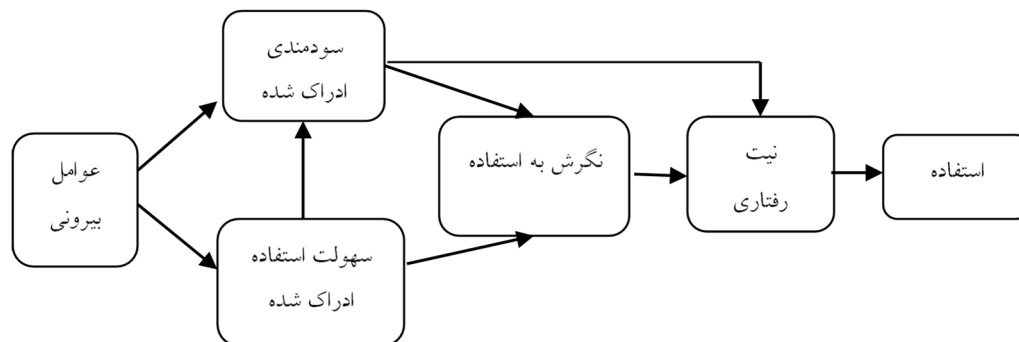 سودمندی
ادراک شده
عوامل
بیرونی
سهولت استفاده
ادراک شده
نگرش به استفاده
نیت
رفتاری
استفاده